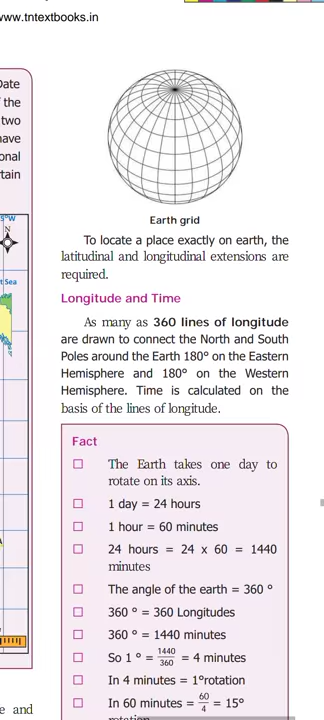 www.tntextbooks.in
Date
f the
two
have
onal
rtain
5°W
N
t Sea
A
e and
Earth grid
To locate a place exactly on earth, the
latitudinal and longitudinal extensions are
required.
Longitude and Time
As many as 360 lines of longitude
are drawn to connect the North and South
Poles around the Earth 180° on the Eastern
Hemisphere and 180° on the Western
Hemisphere. Time is calculated on the
basis of the lines of longitude.
Fact
The Earth takes one day to
rotate on its axis.
1 day = 24 hours
1 hour = 60 minutes
24 hours = 24 x 60 = 1440
minutes
The angle of the earth = 360 °
360 ° = 360 Longitudes
360 ° = 1440 minutes
So 1 ° = 1440/360 = 4 minutes
In 4 minutes = 1°rotation
In 60 minutes = 60/4 = 15°
rotation